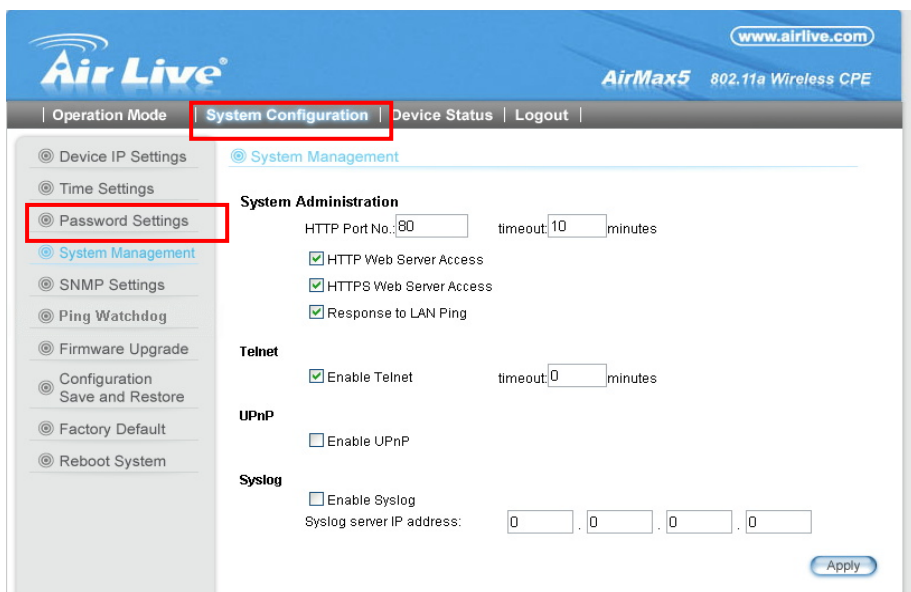 www.airlive.com
Air Live®
AirMax5 802.11a Wireless CPE
| Operation Mode | System Configuration | Device Status | Logout |
Device IP Settings
Time Settings
Password Settings
System Management
SNMP Settings
Ping Watchdog
Firmware Upgrade
Configuration
Save and Restore
Factory Default
Reboot System
System Management
System Administration
HTTP Port No.: 80 timeout: 10 minutes
HTTP Web Server Access
HTTPS Web Server Access
Response to LAN Ping
Telnet
Enable Telnet timeout: 0 minutes
UPnP
Enable UPnP
Syslog
Enable Syslog
Syslog server IP address: 0 . 0 . 0 . 0
Apply